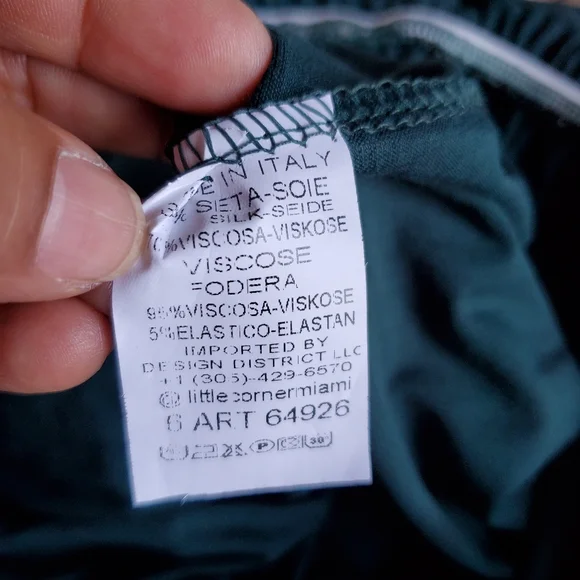 IN ITALY
% SETA-SOIE
SILK-SEIDE
%VISCOSA-VISKOSE
VISCOSE
FODERA
95%VISCOSA-VISKOSE
5%ELASTICO-ELASTAN
IMPORTED BY
DESIGN DISTRICT LLC
+1 (305)-429-6570
@ littlecornermiami
S ART 64926
P 30°